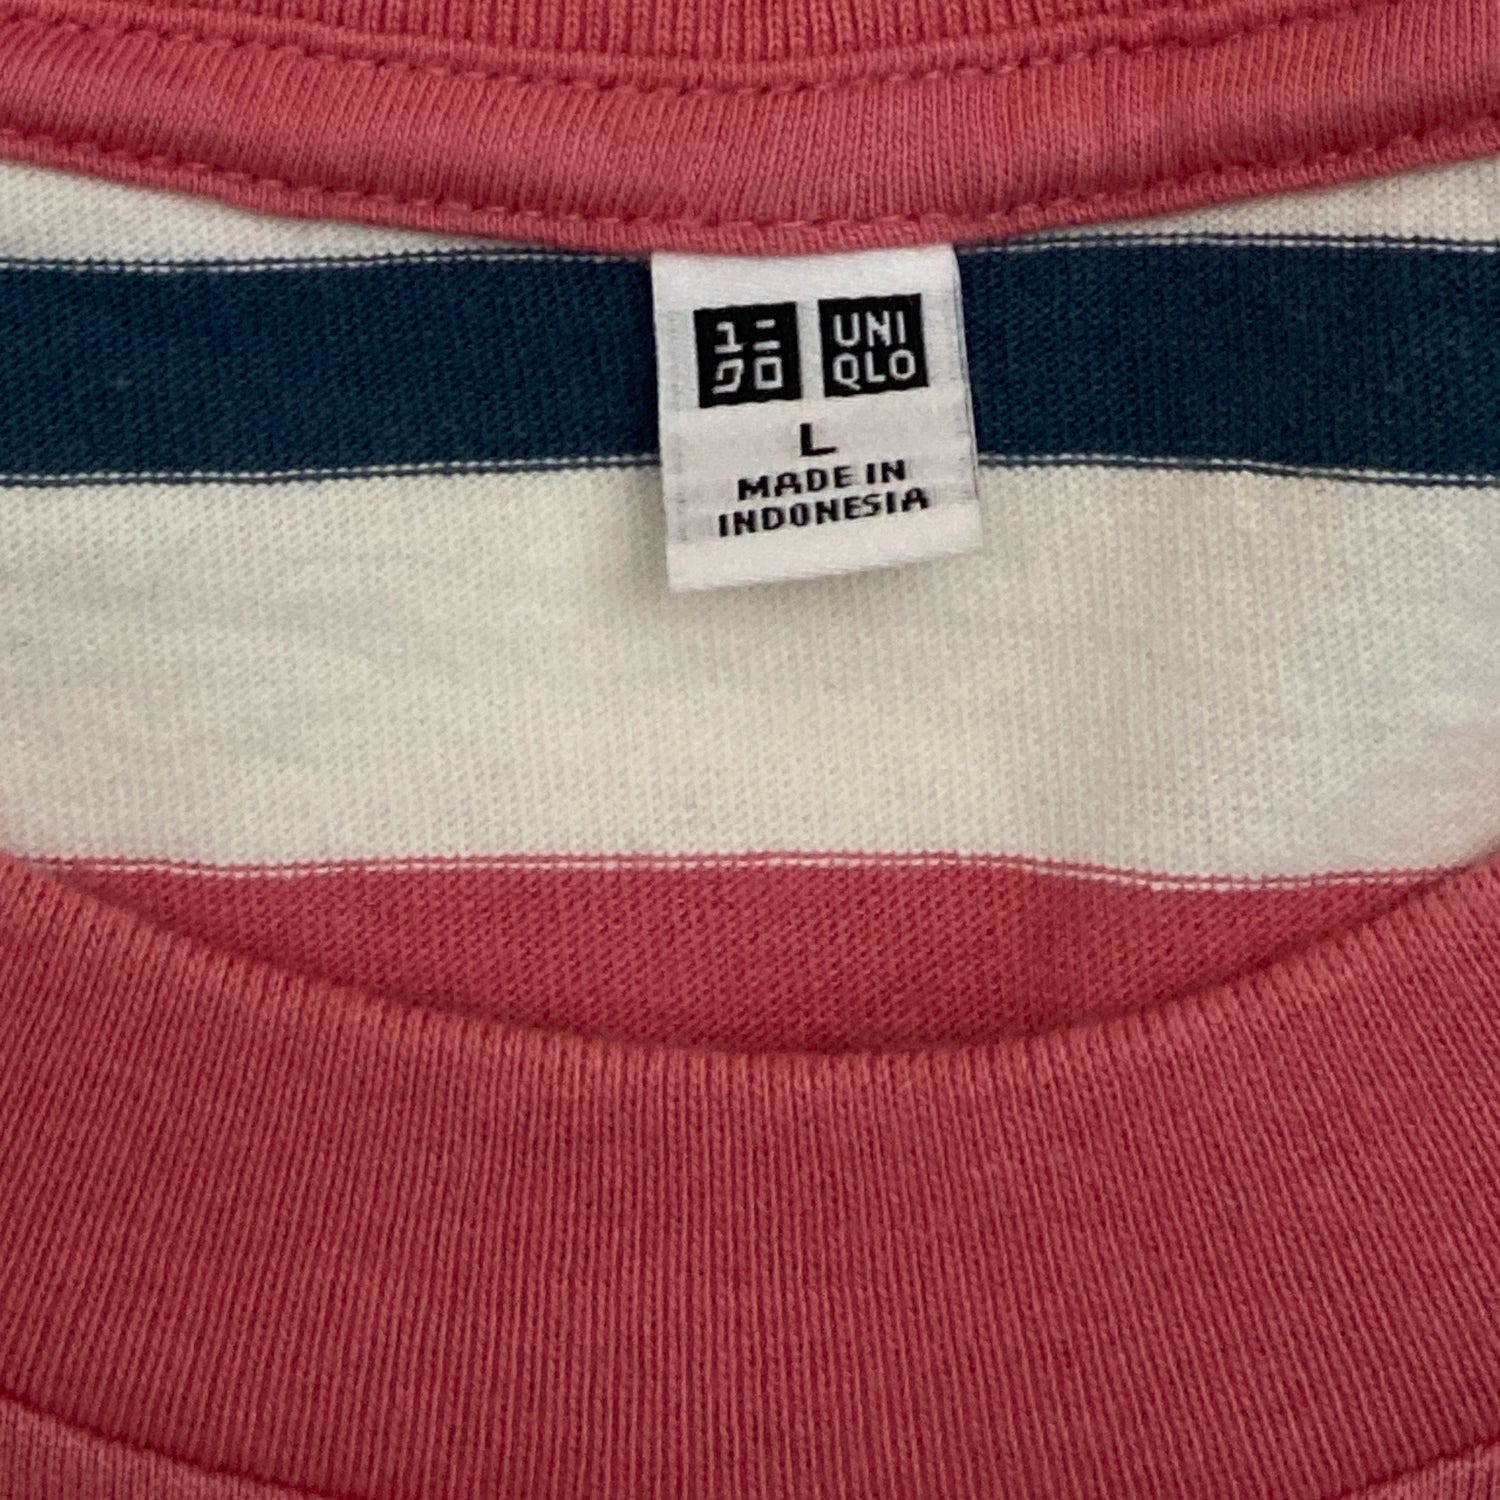 ユニ UNI
クロ QLO
L
MADE IN
INDONESIA